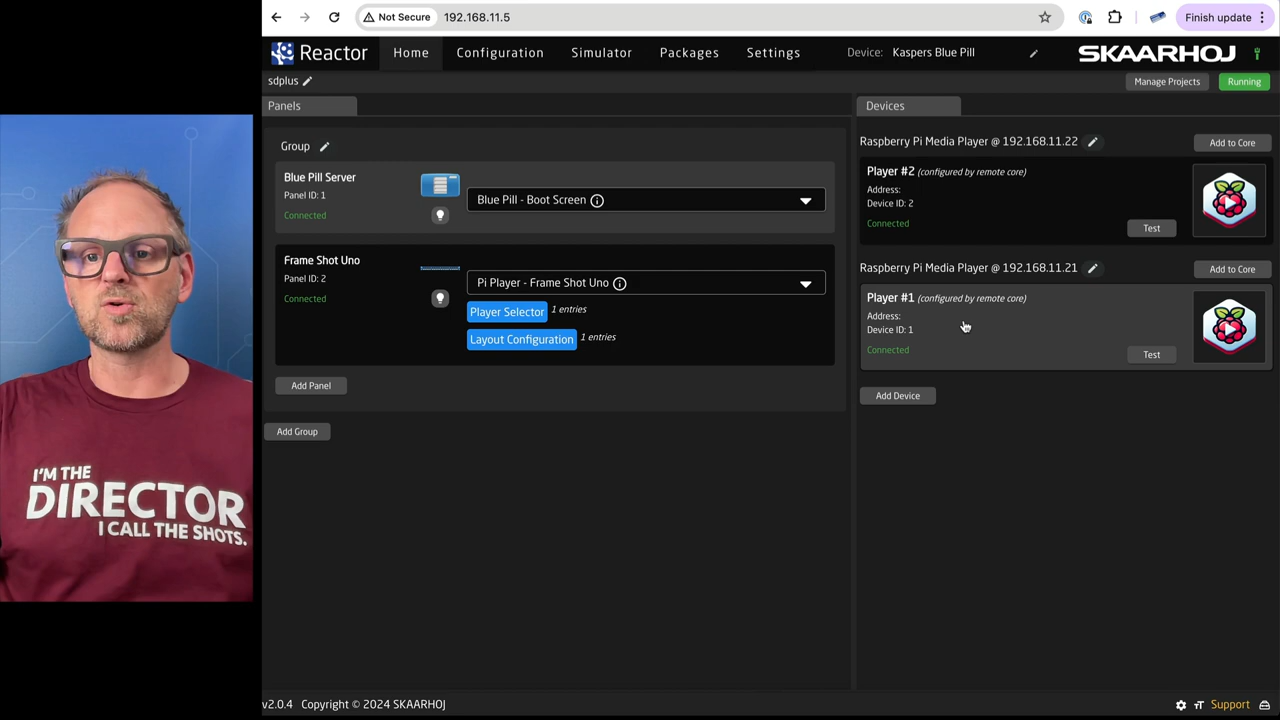 Not Secure
192.168.11.5
Finish update
Reactor
Home
Configuration
Simulator
Packages
Settings
Device:
Kaspers Blue Pill
SKAARHOJ
sdplus
Manage Projects
Running
Panels
Group
Blue Pill Server
Panel ID: 1
Connected
Blue Pill - Boot Screen
Frame Shot Uno
Panel ID: 2
Connected
Pi Player - Frame Shot Uno
Player Selector
1 entries
Layout Configuration
1 entries
Add Panel
Add Group
Devices
Raspberry Pi Media Player @ 192.168.11.22
Add to Core
Player #2 (configured by remote core)
Address:
Device ID: 2
Connected
Test
Raspberry Pi Media Player @ 192.168.11.21
Add to Core
Player #1 (configured by remote core)
Address:
Device ID: 1
Connected
Test
Add Device
I'M THE
DIRECTOR
I CALL THE SHOTS.
v2.0.4
Copyright © 2024 SKAARHOJ
Support